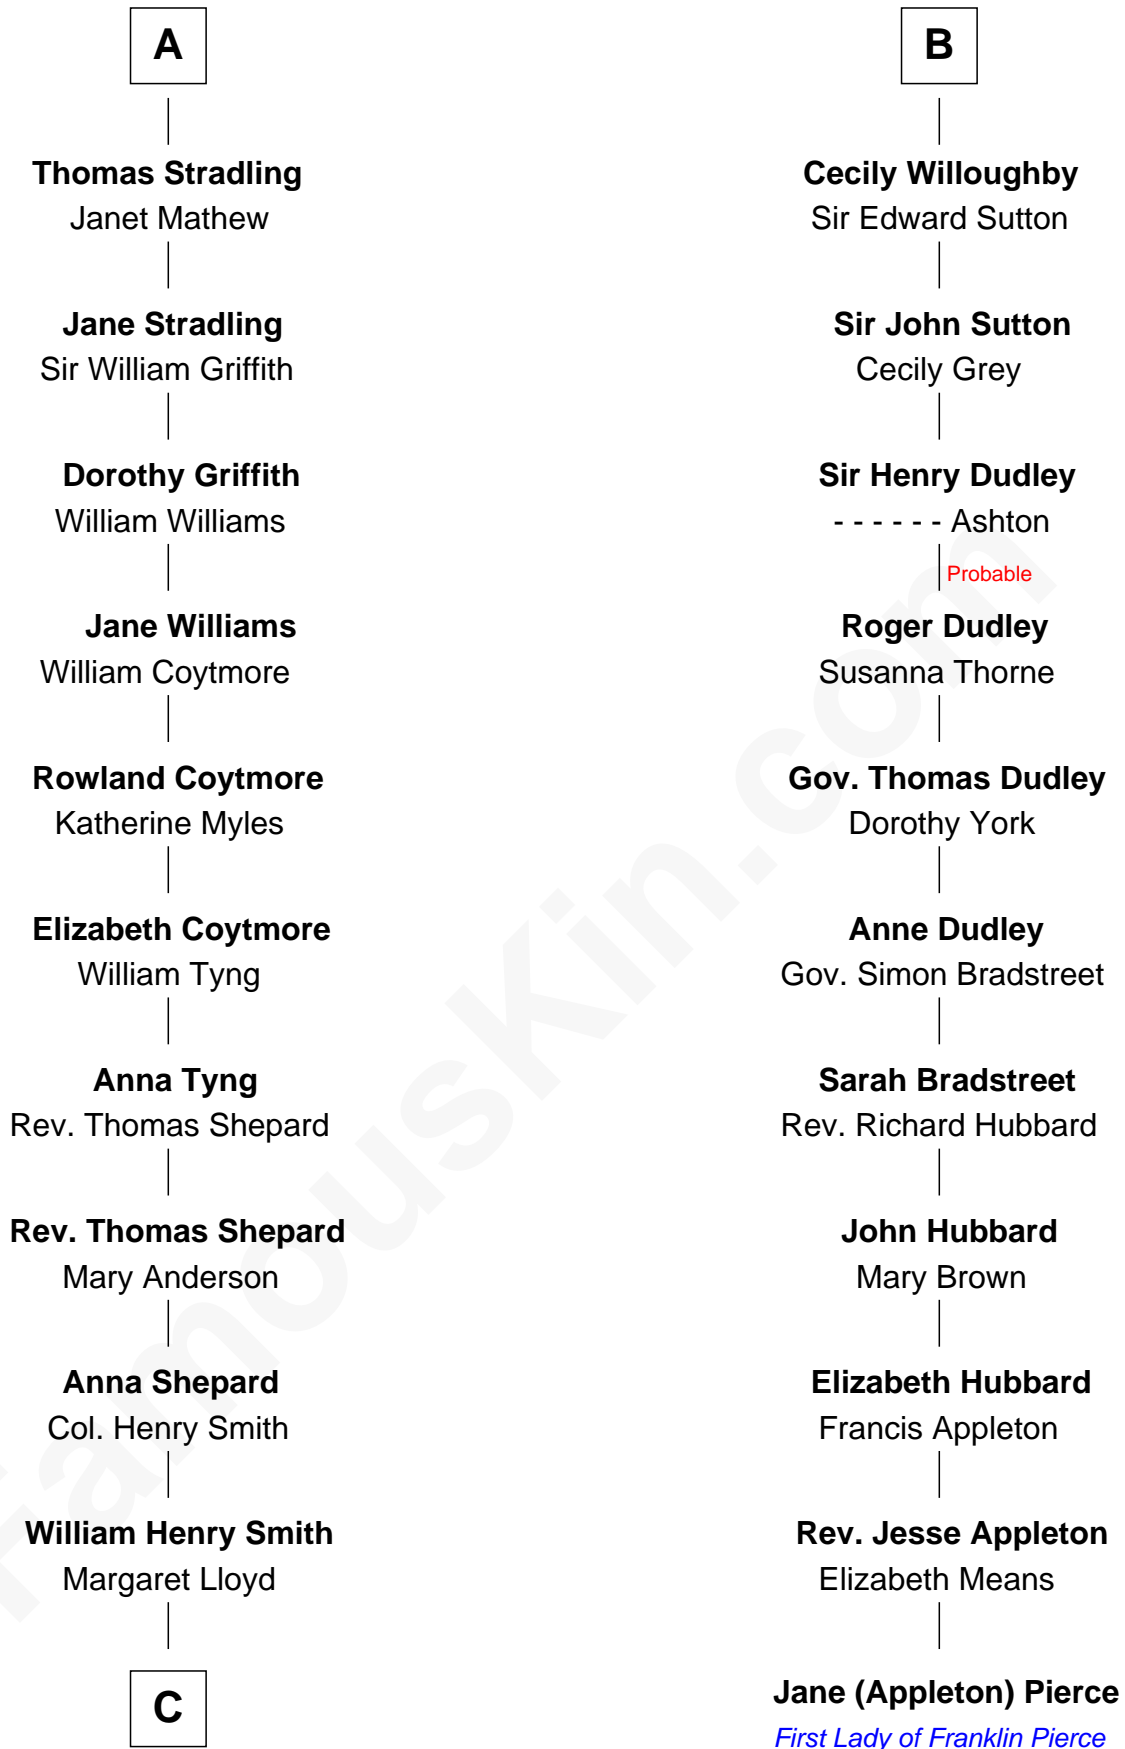 A
Thomas Stradling
Janet Mathew
Jane Stradling
Sir William Griffith
Dorothy Griffith
William Williams
Jane Williams
William Coytmore
Rowland Coytmore
Katherine Myles
Elizabeth Coytmore
William Tyng
Anna Tyng
Rev. Thomas Shepard
Rev. Thomas Shepard
Mary Anderson
Anna Shepard
Col. Henry Smith
William Henry Smith
Margaret Lloyd
C
B
Cecily Willoughby
Sir Edward Sutton
Sir John Sutton
Cecily Grey
Sir Henry Dudley
- - - - - - Ashton
Probable
Roger Dudley
Susanna Thorne
Gov. Thomas Dudley
Dorothy York
Anne Dudley
Gov. Simon Bradstreet
Sarah Bradstreet
Rev. Richard Hubbard
John Hubbard
Mary Brown
Elizabeth Hubbard
Francis Appleton
Rev. Jesse Appleton
Elizabeth Means
Jane (Appleton) Pierce
First Lady of Franklin Pierce
FamousKin.com